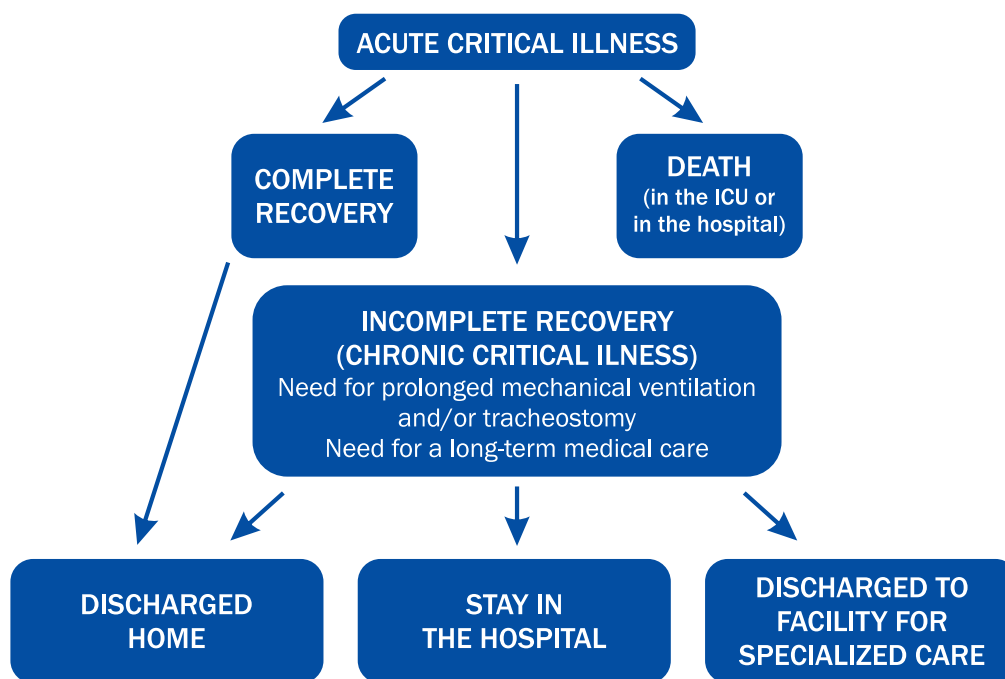 ACUTE CRITICAL ILLNESS
COMPLETE
RECOVERY
DEATH
(in the ICU or
in the hospital)
INCOMPLETE RECOVERY
(CHRONIC CRITICAL ILNESS)
Need for prolonged mechanical ventilation
and/or tracheostomy
Need for a long-term medical care
DISCHARGED
HOME
STAY IN
THE HOSPITAL
DISCHARGED TO
FACILITY FOR
SPECIALIZED CARE